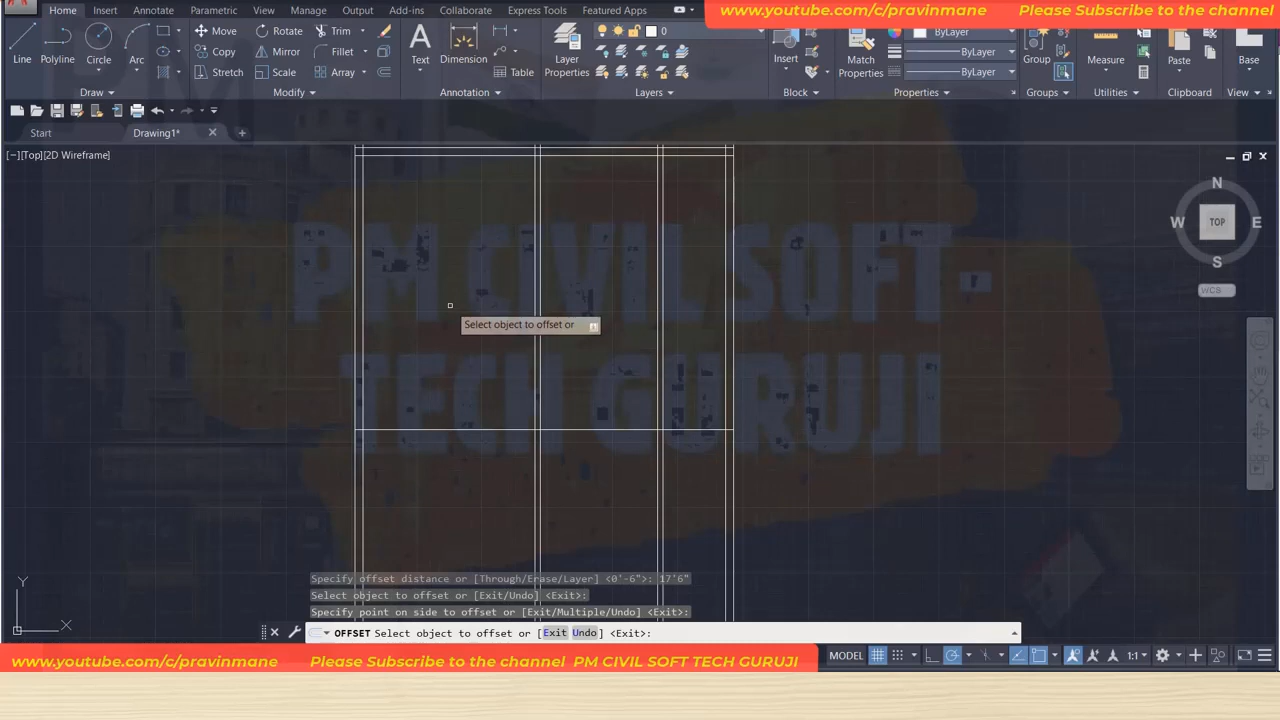 www.youtube.com/c/pravinmane Please Subscribe to the channel
Home Insert Annotate Parametric View Manage Output Add-ins Collaborate Express Tools Featured Apps
Line Polyline Circle Arc
Move Rotate Trim
Copy Mirror Fillet
Stretch Scale Array
Text Dimension Table
Layer Properties
0
Insert
Match Properties
ByLayer
ByLayer
ByLayer
Group Measure Paste Base
Draw Modify Annotation Layers Block Properties Groups Utilities Clipboard View
Start Drawing1*
[−][Top][2D Wireframe]
N
W TOP E
S
WCS
PM CIVIL SOFT-
TECH GURUJI
Select object to offset or
Specify offset distance or [Through/Erase/Layer] <0'-6">: 17'6"
Select object to offset or [Exit/Undo] <Exit>:
Specify point on side to offset or [Exit/Multiple/Undo] <Exit>:
Y
X
OFFSET Select object to offset or [Exit Undo] <Exit>:
www.youtube.com/c/pravinmane Please Subscribe to the channel PM CIVIL SOFT TECH GURUJI
MODEL 1:1